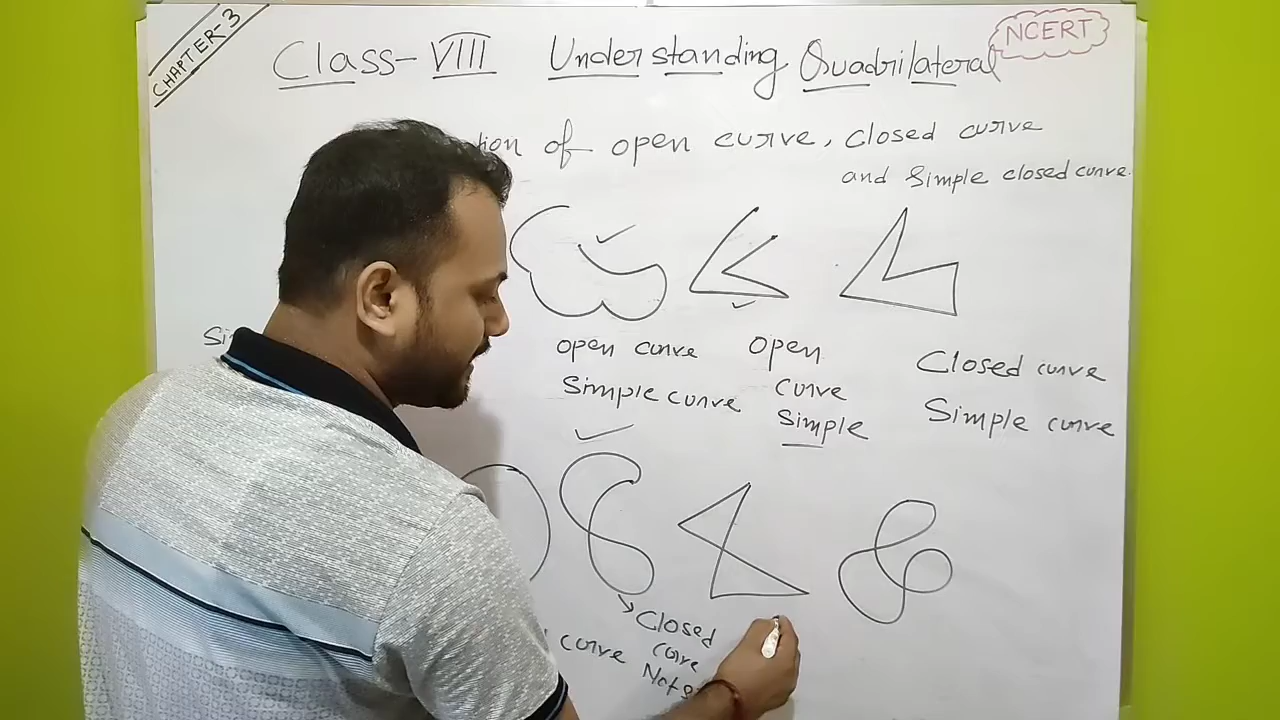 CHAPTER-3
Class-VIII Understanding Quadrilateral
NCERT
of open curve, closed curve
and Simple closed curve.
open curve
Simple curve
open
curve
Simple
Closed curve
Simple curve
Closed
curve
curve
Not